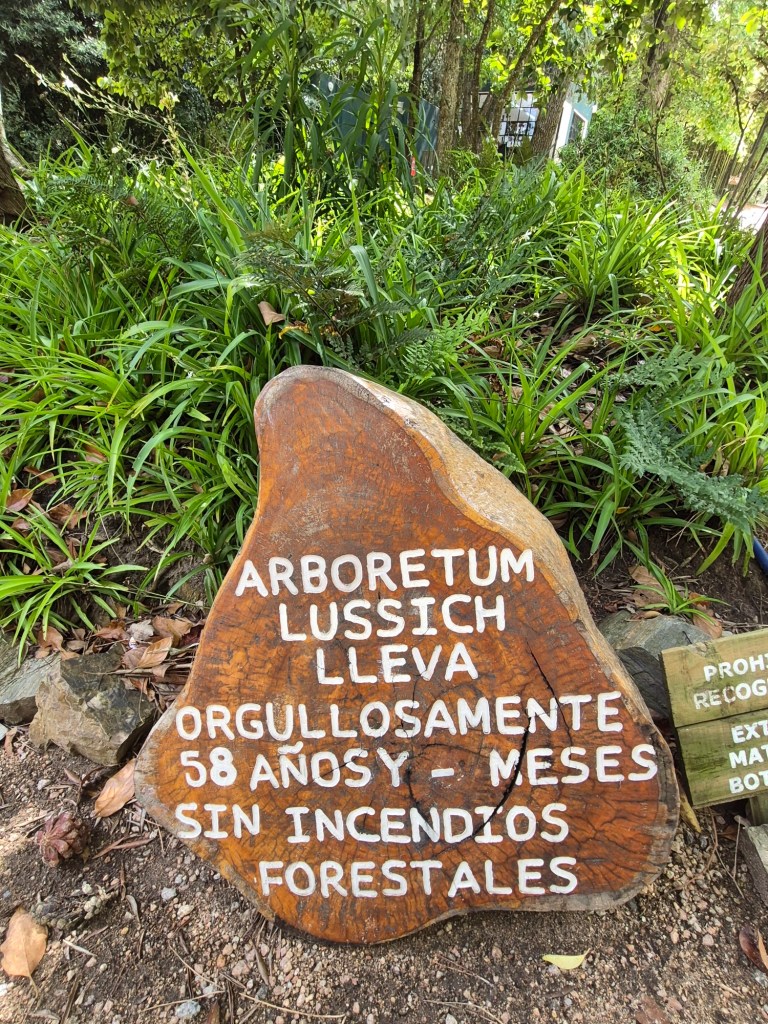 ARBORETUM
LUSSICH
LLEVA
ORGULLOSAMENTE
58 AÑOS Y – MESES
SIN INCENDIOS
FORESTALES